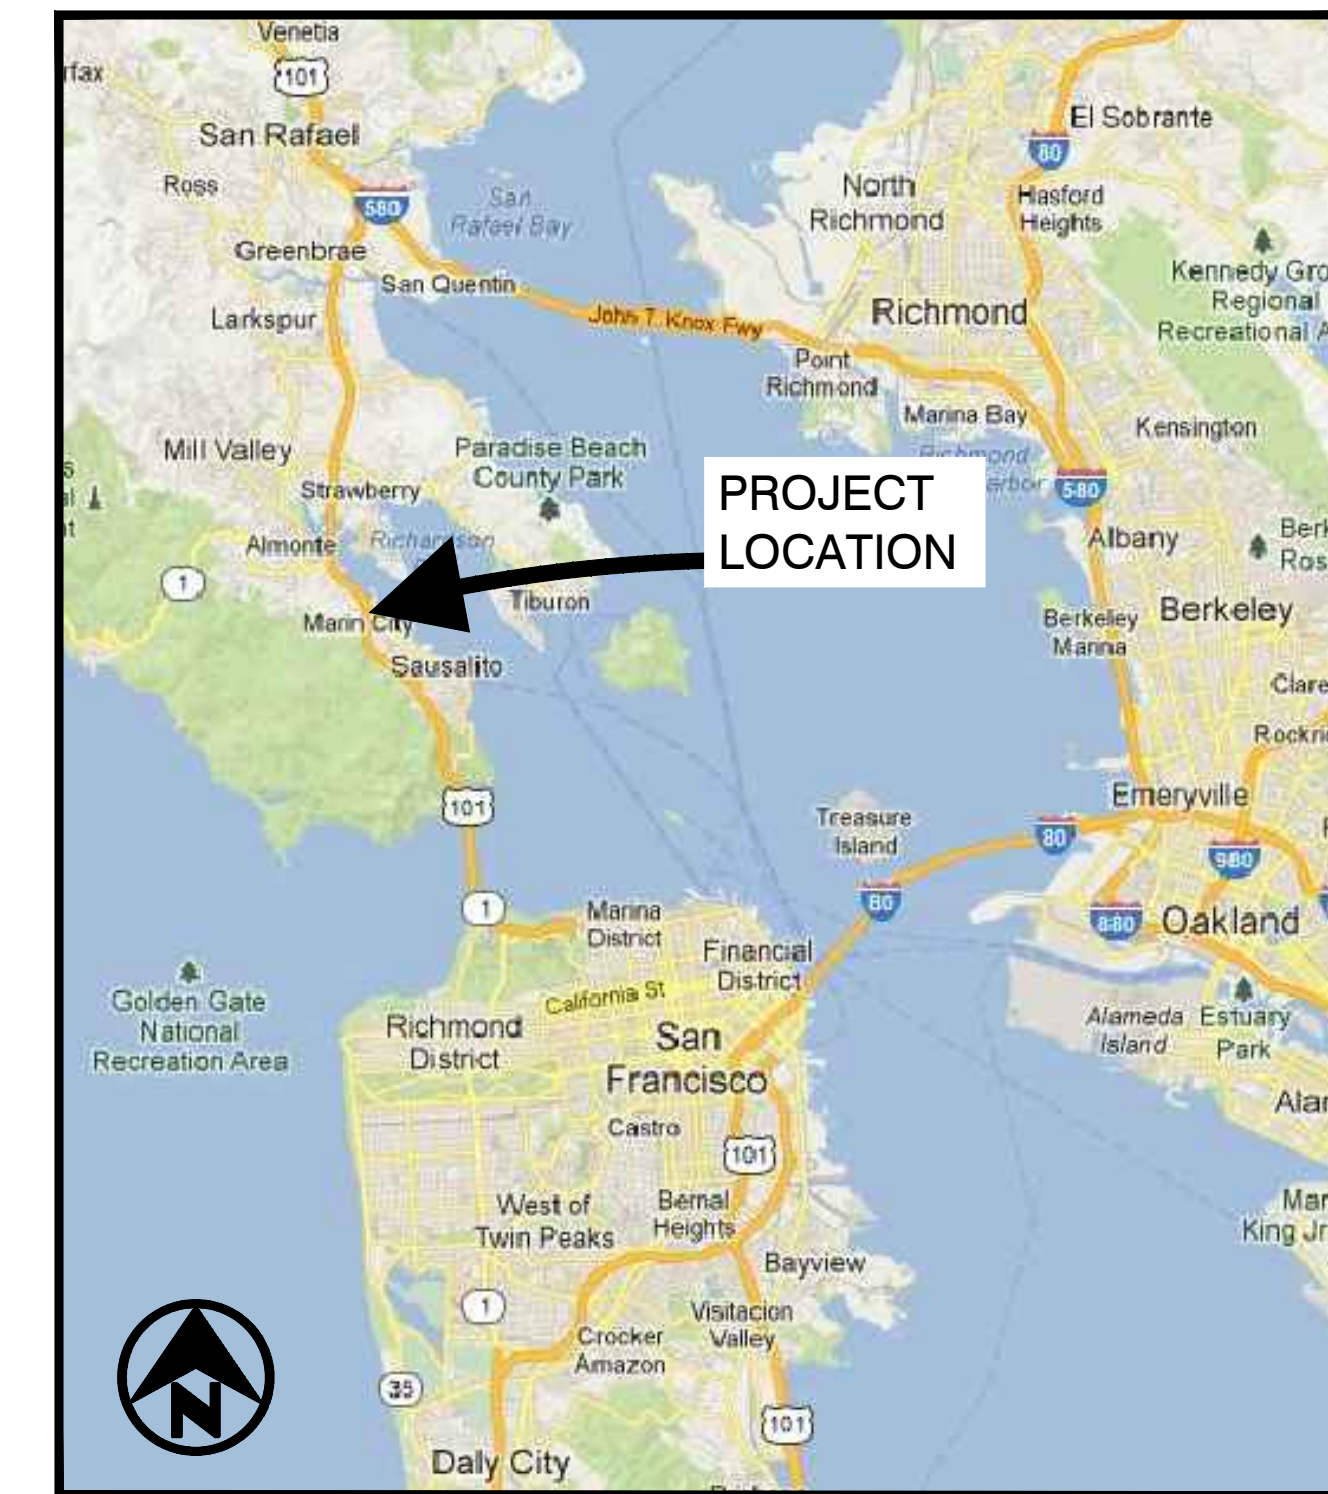 Venetia
rfax
101
San Rafael
El Sobrante
80
Ross
580
San
Rafael Bay
North
Richmond
Hasford
Heights
Greenbrae
San Quentin
Kennedy Gro
Regional
Recreational A
Larkspur
John T Knox Fwy
Richmond
Point
Richmond
Marina Bay
Kensington
Mill Valley
Paradise Beach
County Park
Richmond
arbor
580
PROJECT
LOCATION
Strawberry
Almonte
Richardson
Albany
Berk
Ros
1
Tiburon
Marin City
Berkeley
Marina
Berkeley
Sausalito
Clare
Rockri
101
Treasure
Island
Emeryville
80
980
80
1
Marina
District
880
Oakland
Financial
District
Golden Gate
National
Recreation Area
California St
Richmond
District
San
Francisco
Alameda
Island
Estuary
Park
Alar
Castro
101
West of
Twin Peaks
Bernal
Heights
Mar
King Jr
Bayview
1
Visitacion
Valley
Crocker
Amazon
35
N
101
Daly City